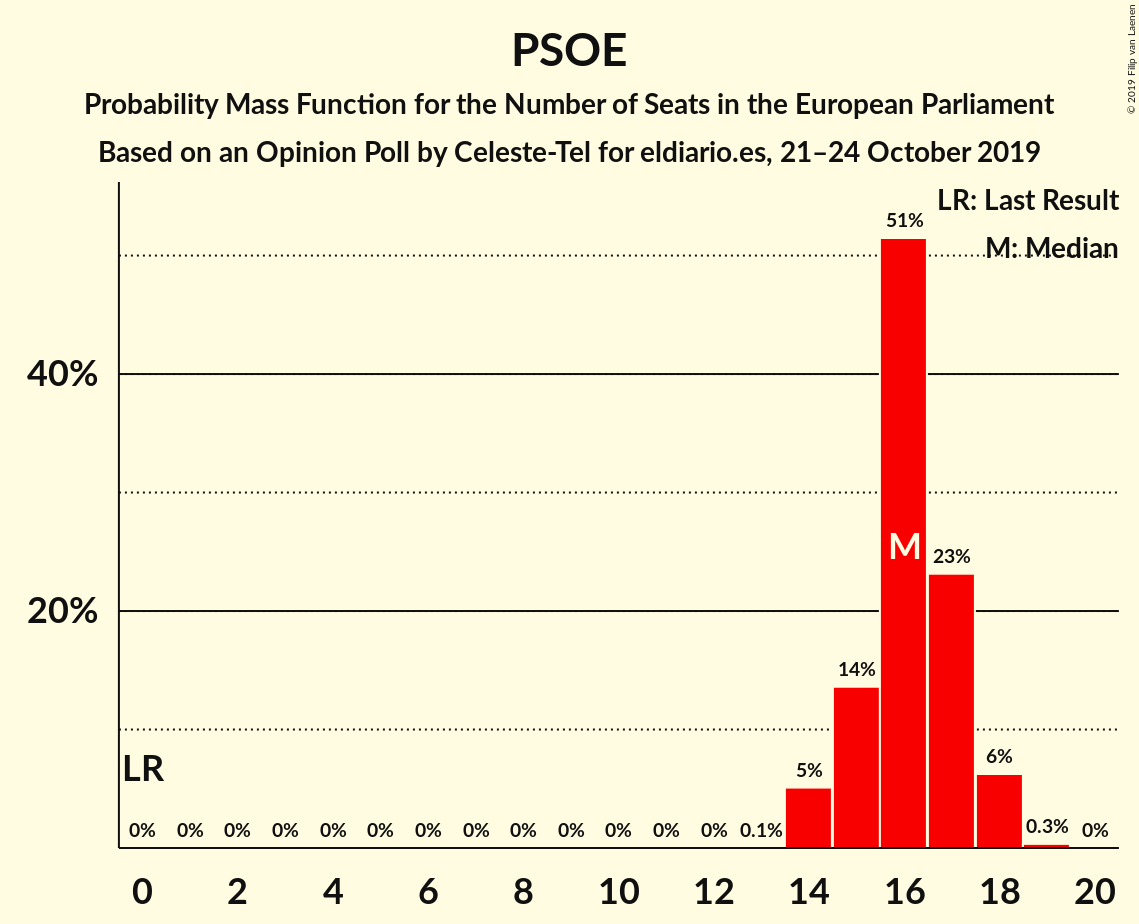 PSOE
Probability Mass Function for the Number of Seats in the European Parliament
Based on an Opinion Poll by Celeste-Tel for eldiario.es, 21–24 October 2019
© 2019 Filip van Laenen
LR: Last Result
M: Median
40%
20%
51%
M
23%
14%
6%
5%
LR
0% 0% 0% 0% 0% 0% 0% 0% 0% 0% 0% 0% 0% 0.1% 0.3% 0%
0 2 4 6 8 10 12 14 16 18 20